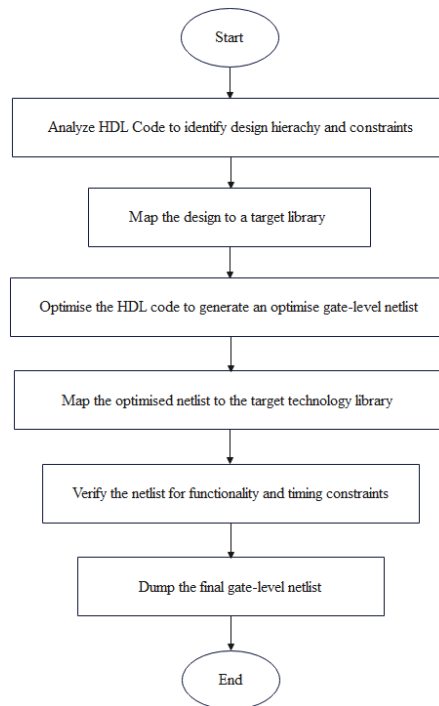 Start
Analyze HDL Code to identify design hierachy and constraints
Map the design to a target library
Optimise the HDL code to generate an optimise gate-level netlist
Map the optimised netlist to the target technology library
Verify the netlist for functionality and timing constraints
Dump the final gate-level netlist
End